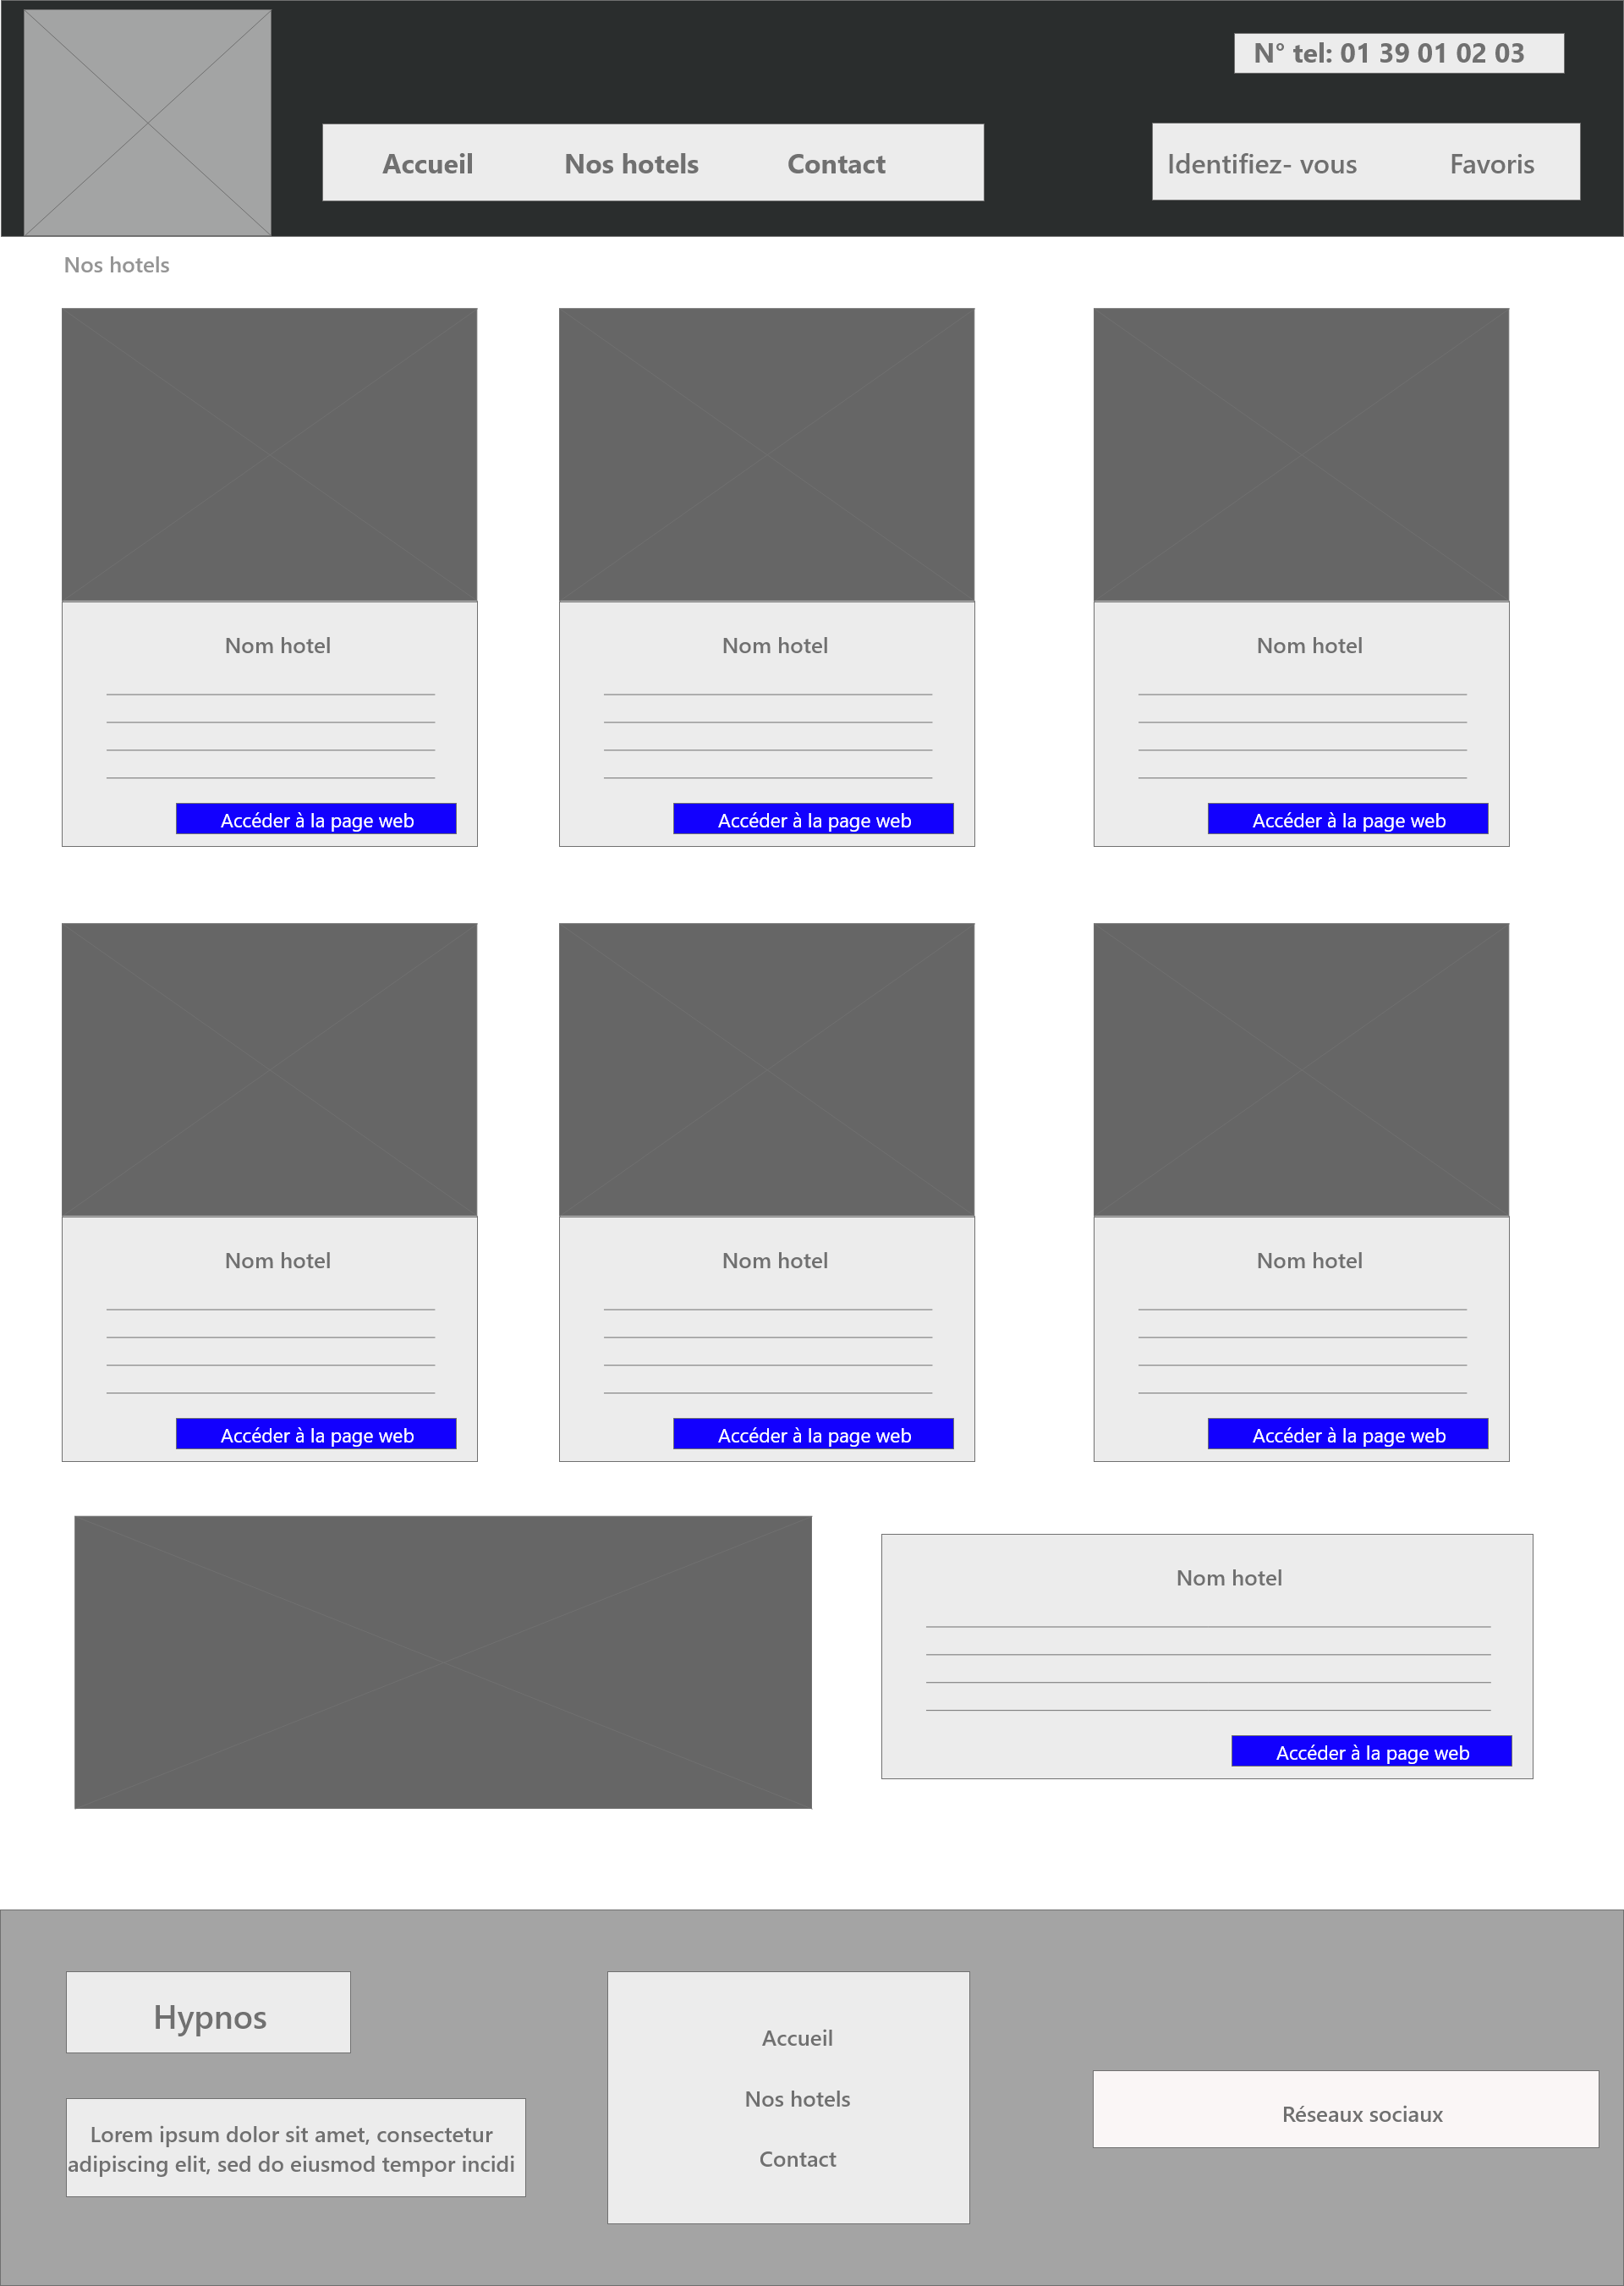 N° tel: 01 39 01 02 03
Accueil Nos hotels Contact Identifiez- vous Favoris
Nos hotels
Nom hotel Nom hotel Nom hotel
Accéder à la page web Accéder à la page web Accéder à la page web
Nom hotel Nom hotel Nom hotel
Accéder à la page web Accéder à la page web Accéder à la page web
Nom hotel
Accéder à la page web
Hypnos
Lorem ipsum dolor sit amet, consectetur
adipiscing elit, sed do eiusmod tempor incidi
Accueil
Nos hotels
Contact
Réseaux sociaux